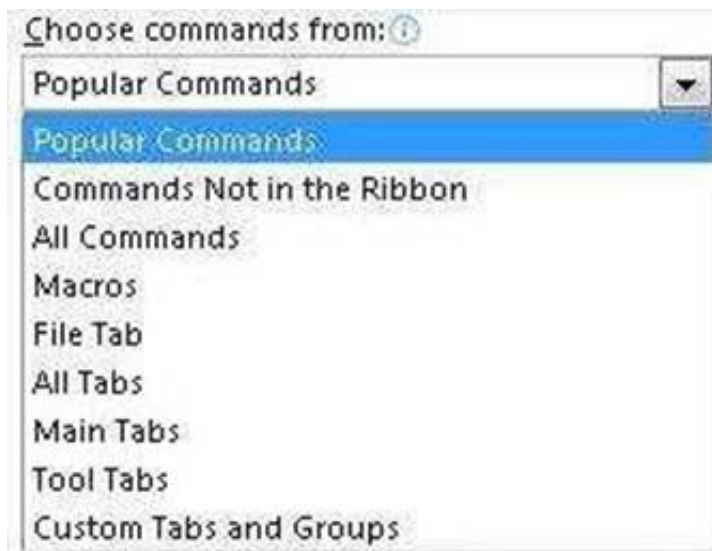 Choose commands from:
Popular Commands
Popular Commands
Commands Not in the Ribbon
All Commands
Macros
File Tab
All Tabs
Main Tabs
Tool Tabs
Custom Tabs and Groups